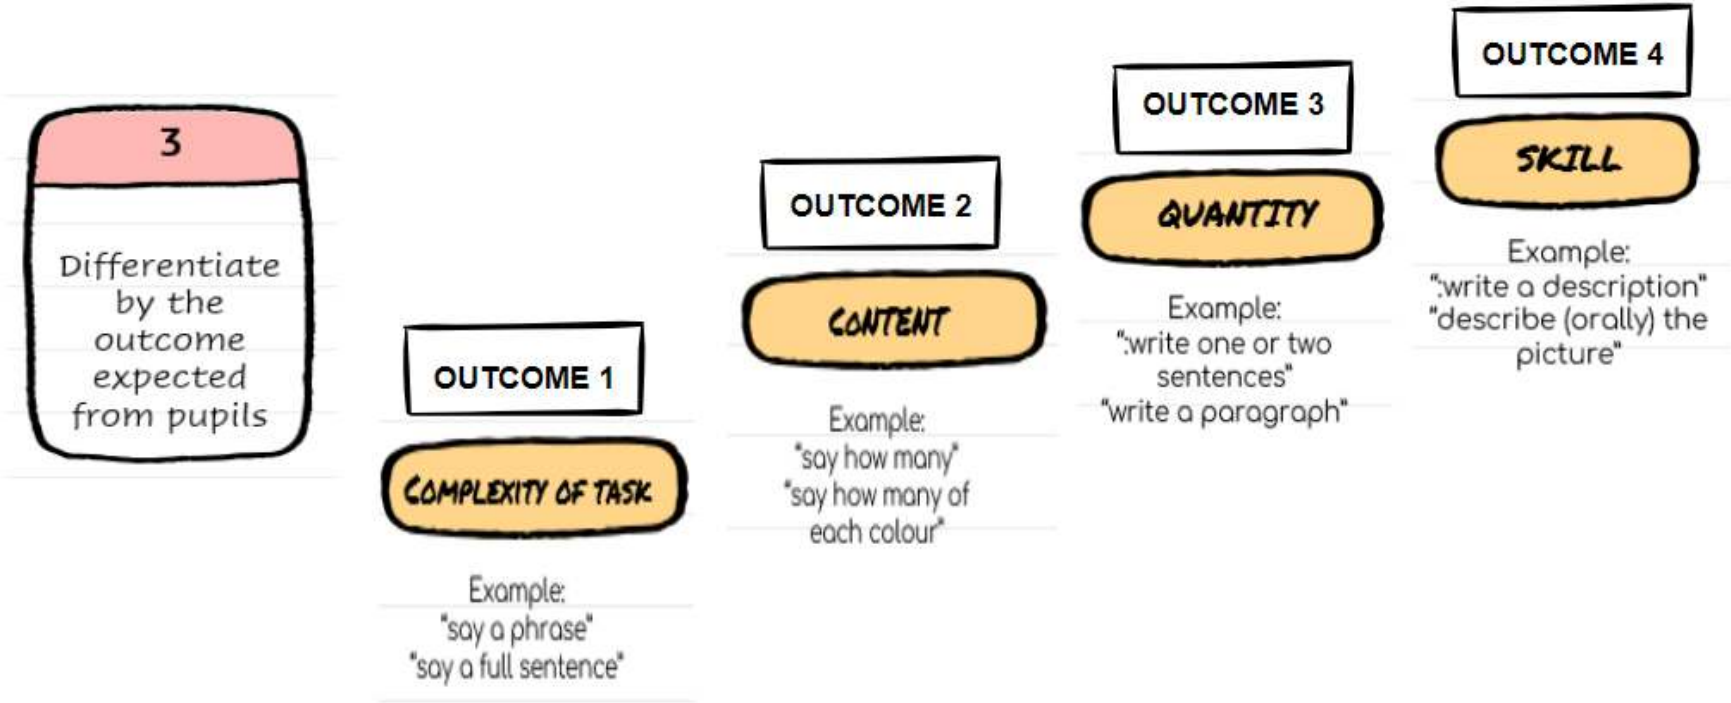 3
Differentiate
by the
outcome
expected
from pupils
OUTCOME 1
COMPLEXITY OF TASK
Example:
"say a phrase"
"say a full sentence"
OUTCOME 2
CONTENT
Example:
"say how many"
"say how many of
each colour"
OUTCOME 3
QUANTITY
Example:
":write one or two
sentences"
"write a paragraph"
OUTCOME 4
SKILL
Example:
":write a description"
"describe (orally) the
picture"